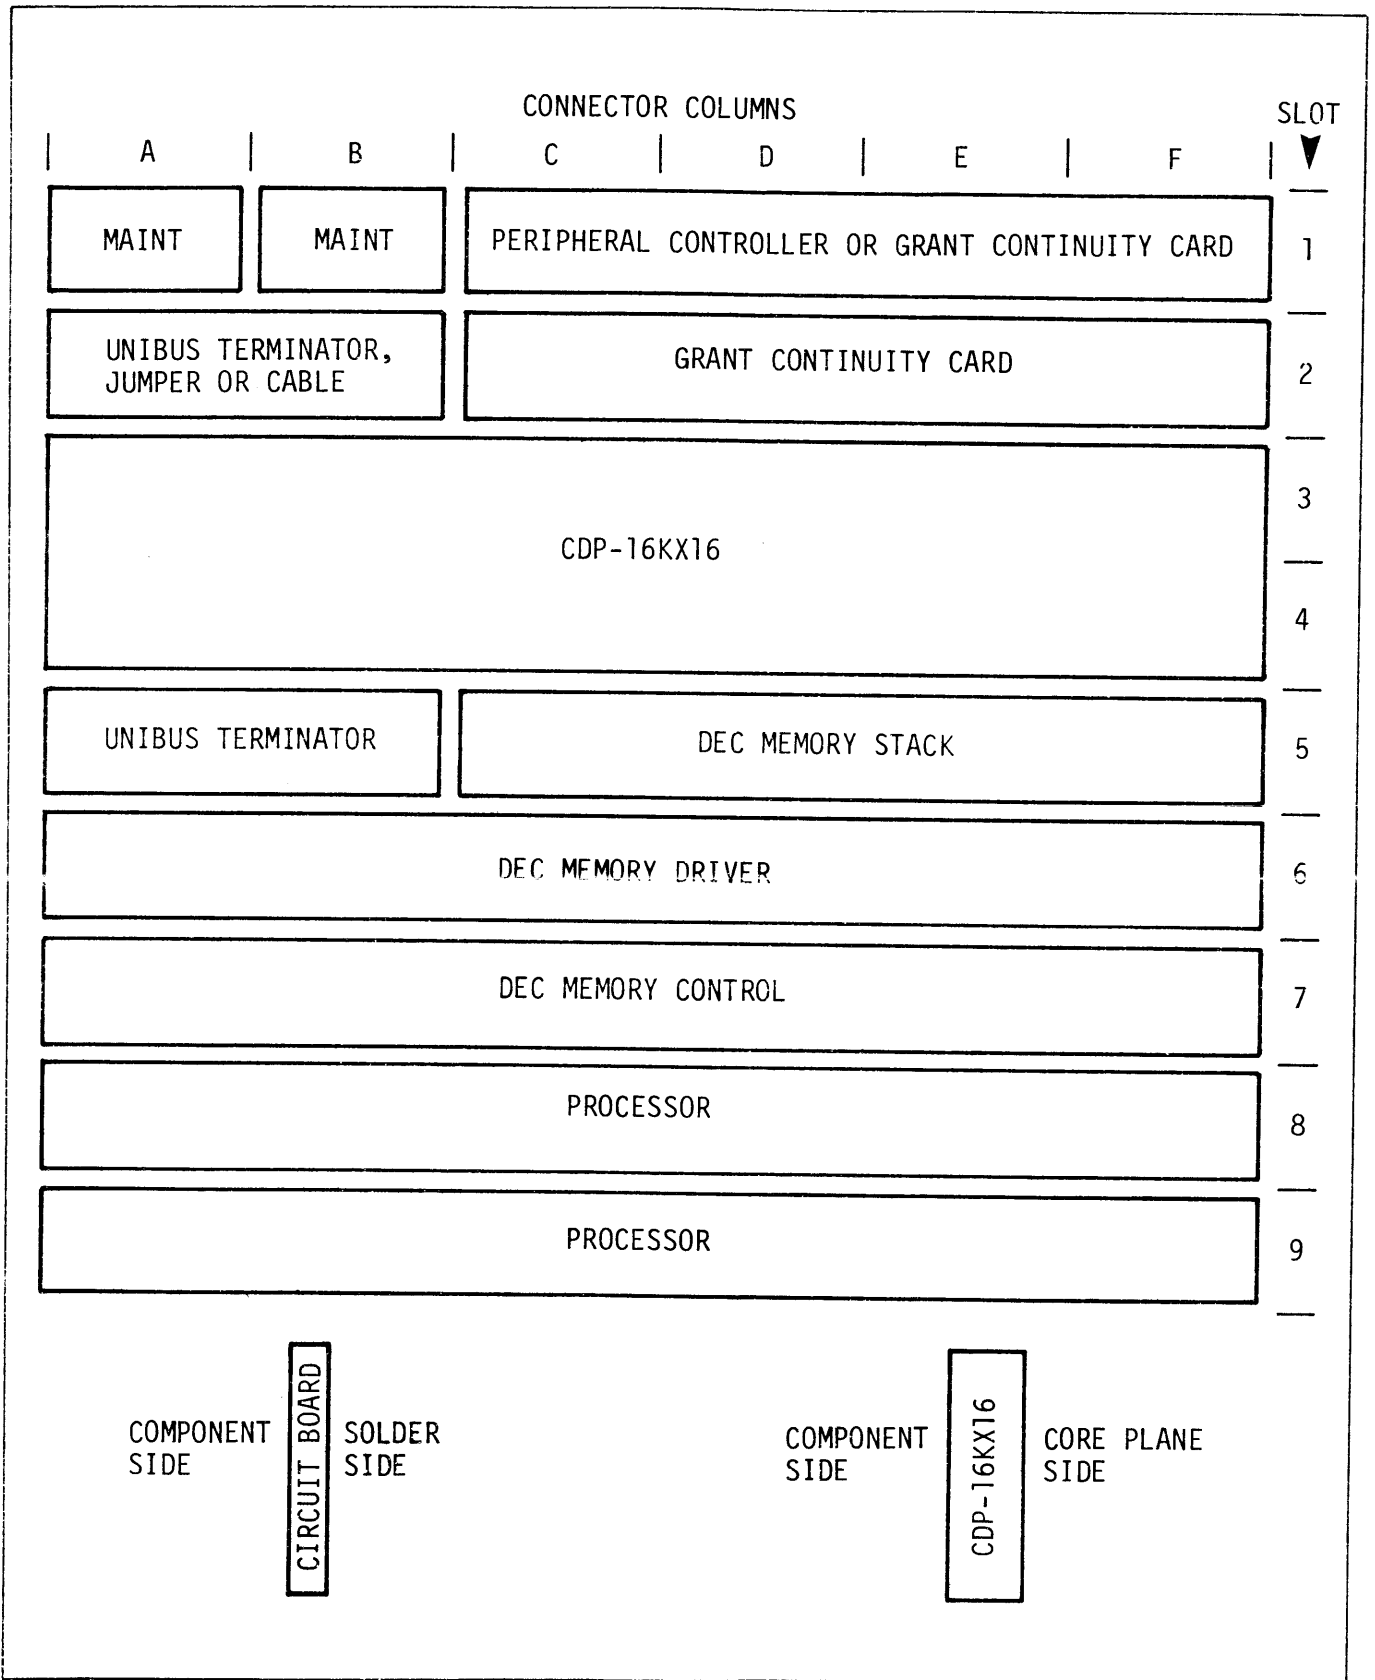 CONNECTOR COLUMNS
SLOT
A B C D E F
MAINT MAINT PERIPHERAL CONTROLLER OR GRANT CONTINUITY CARD 1
UNIBUS TERMINATOR,
JUMPER OR CABLE
GRANT CONTINUITY CARD
2
3
CDP-16KX16
4
UNIBUS TERMINATOR DEC MEMORY STACK 5
DEC MEMORY DRIVER 6
DEC MEMORY CONTROL 7
PROCESSOR 8
PROCESSOR 9
COMPONENT
SIDE
CIRCUIT BOARD
SOLDER
SIDE
COMPONENT
SIDE
CDP-16KX16
CORE PLANE
SIDE